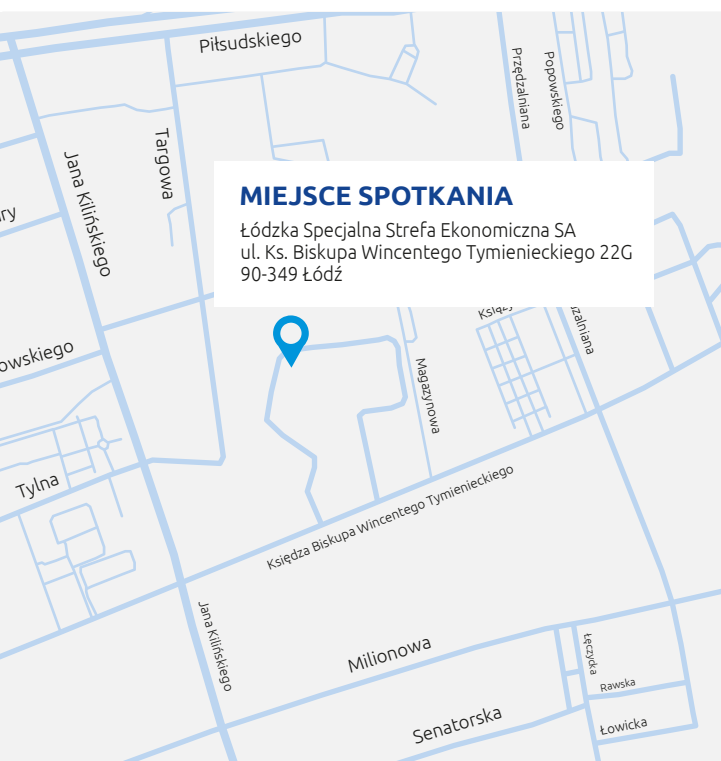 Piłsudskiego
Przędzalniana
Popowskiego
Targowa
Jana Kilińskiego
MIEJSCE SPOTKANIA
Łódzka Specjalna Strefa Ekonomiczna SA
ul. Ks. Biskupa Wincentego Tymienieckiego 22G
90-349 Łódź
Magazynowa
Tylna
Księdza Biskupa Wincentego Tymienieckiego
Jana Kilińskiego
Milionowa
Łęczycka
Rawska
Senatorska
Łowicka